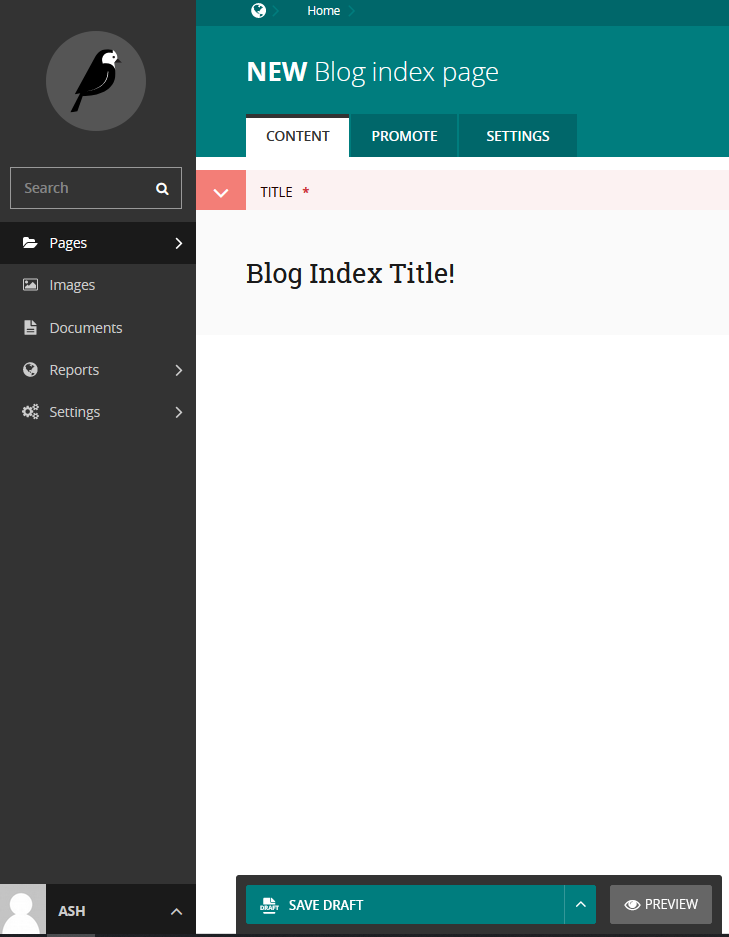 Home
NEW Blog index page
CONTENT PROMOTE SETTINGS
Search
TITLE *
Pages
Blog Index Title!
Images
Documents
Reports
Settings
ASH
DRAFT SAVE DRAFT
PREVIEW